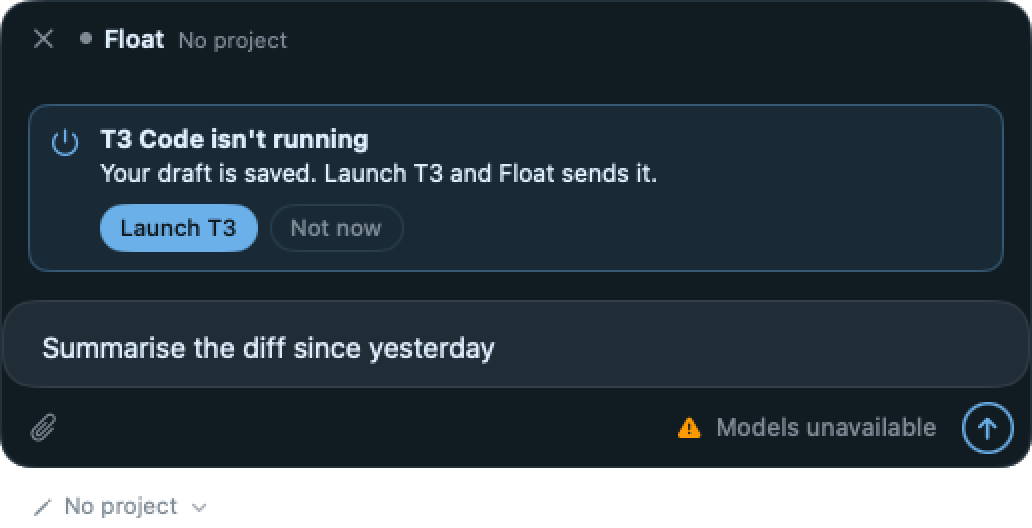 Float No project
T3 Code isn't running
Your draft is saved. Launch T3 and Float sends it.
Launch T3 Not now
Summarise the diff since yesterday
Models unavailable
No project